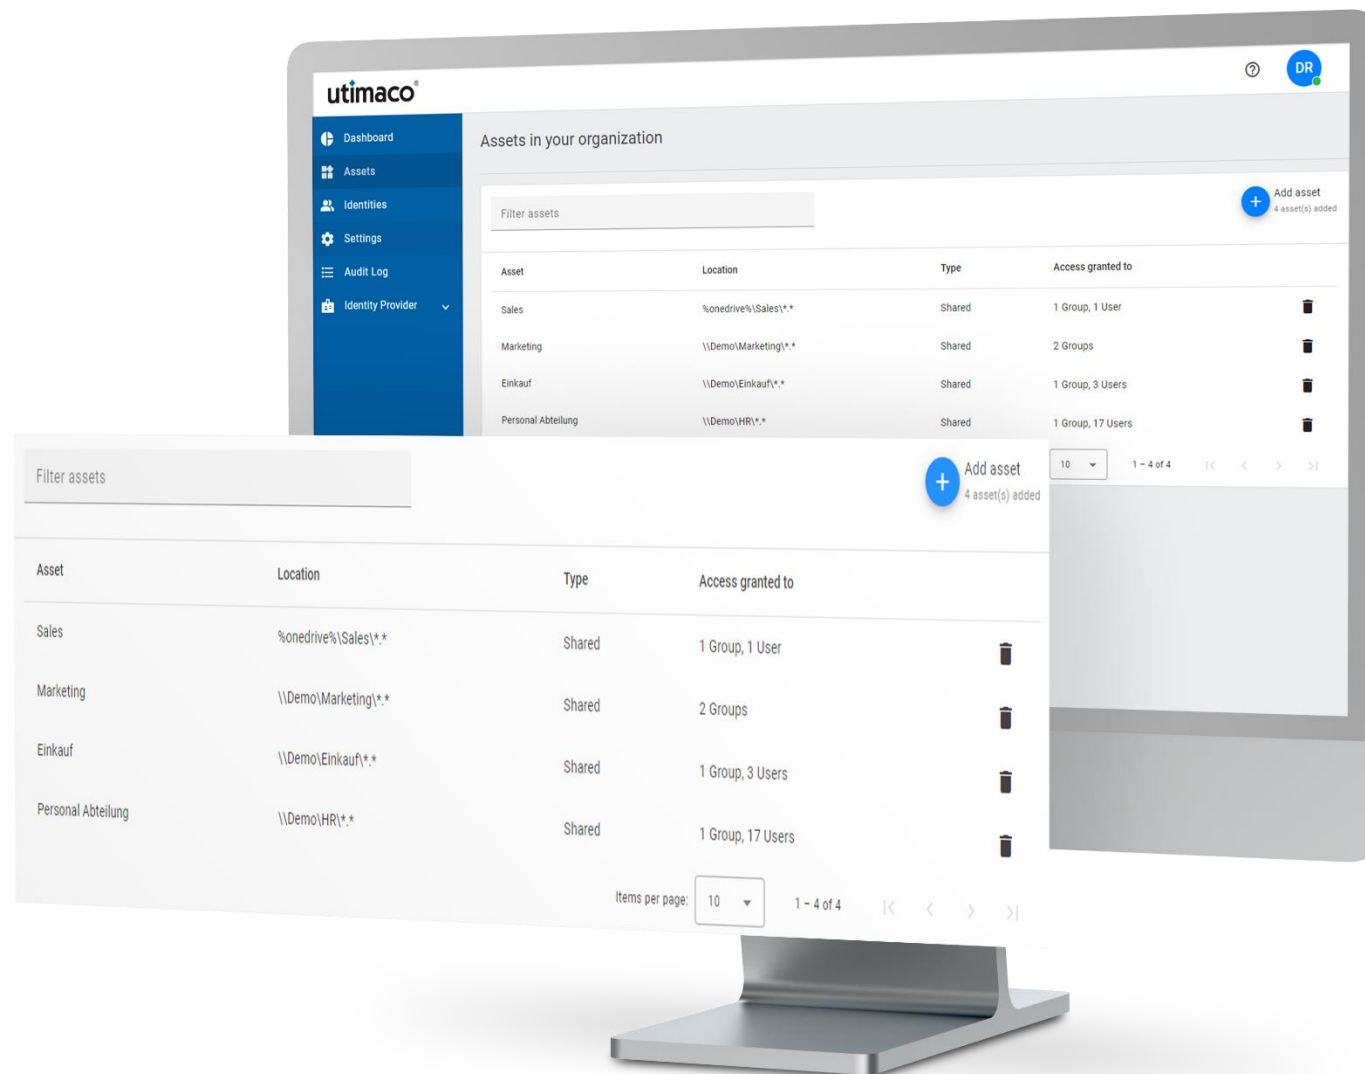 utimaco®
DR
Dashboard
Assets
Identities
Settings
Audit Log
Identity Provider
Assets in your organization
Filter assets
Add asset
4 asset(s) added
Asset Location Type Access granted to
Sales %onedrive%\Sales\*.* Shared 1 Group, 1 User
Marketing \\Demo\Marketing\*.* Shared 2 Groups
Einkauf \\Demo\Einkauf\*.* Shared 1 Group, 3 Users
Personal Abteilung \\Demo\HR\*.* Shared 1 Group, 17 Users
10 1 – 4 of 4
Filter assets
Add asset
4 asset(s) added
Asset Location Type Access granted to
Sales %onedrive%\Sales\*.* Shared 1 Group, 1 User
Marketing \\Demo\Marketing\*.* Shared 2 Groups
Einkauf \\Demo\Einkauf\*.* Shared 1 Group, 3 Users
Personal Abteilung \\Demo\HR\*.* Shared 1 Group, 17 Users
Items per page: 10 1 – 4 of 4